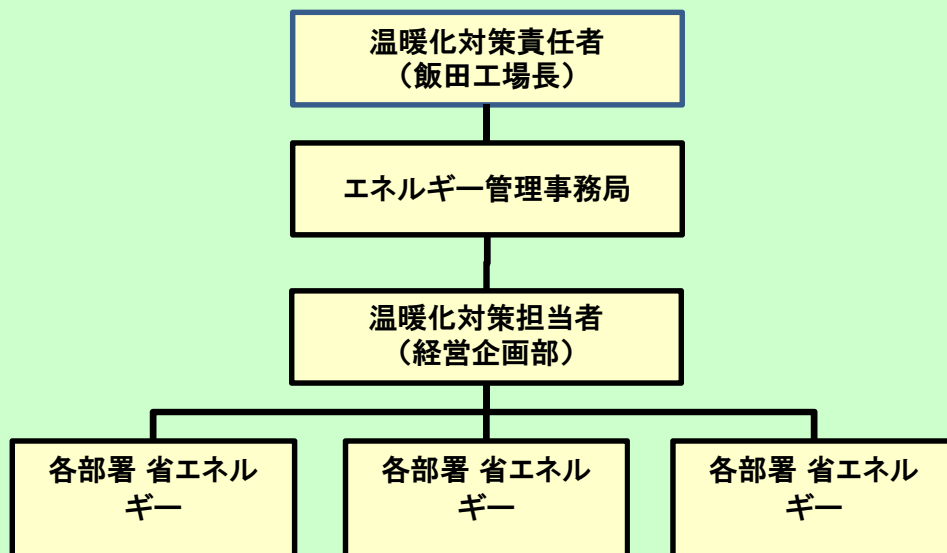 温暖化対策責任者
（飯田工場長）
エネルギー管理事務局
温暖化対策担当者
（経営企画部）
各部署 省エネル
ギー
各部署 省エネル
ギー
各部署 省エネル
ギー